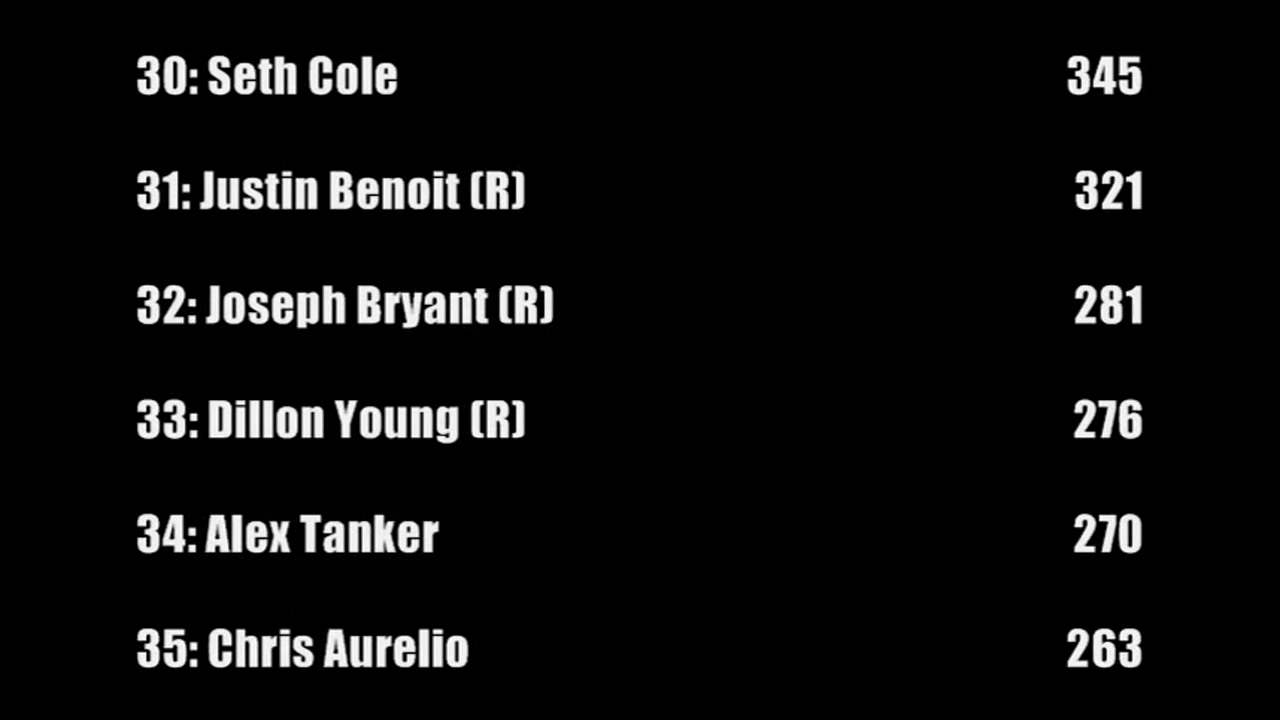 30: Seth Cole 345
31: Justin Benoit (R) 321
32: Joseph Bryant (R) 281
33: Dillon Young (R) 276
34: Alex Tanker 270
35: Chris Aurelio 263